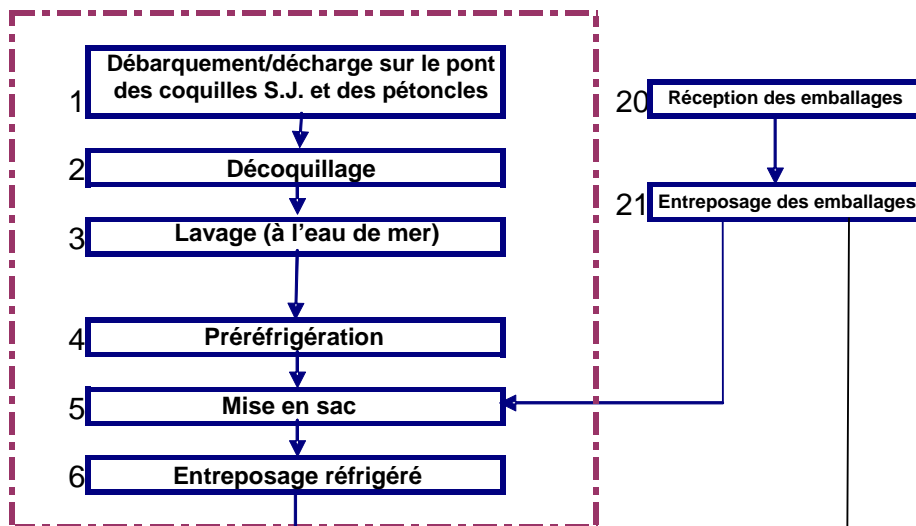 1
Débarquement/décharge sur le pont
des coquilles S.J. et des pétoncles
2
Décoquillage
3
Lavage (à l'eau de mer)
4
Préréfrigération
5
Mise en sac
6
Entreposage réfrigéré
20
Réception des emballages
21
Entreposage des emballages